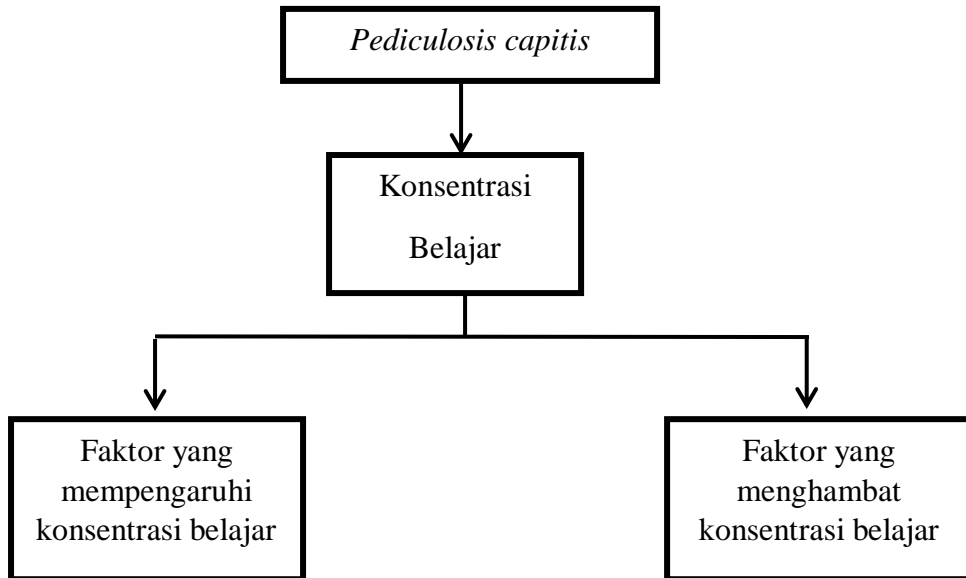 Pediculosis capitis
Konsentrasi
Belajar
Faktor yang
mempengaruhi
konsentrasi belajar
Faktor yang
menghambat
konsentrasi belajar